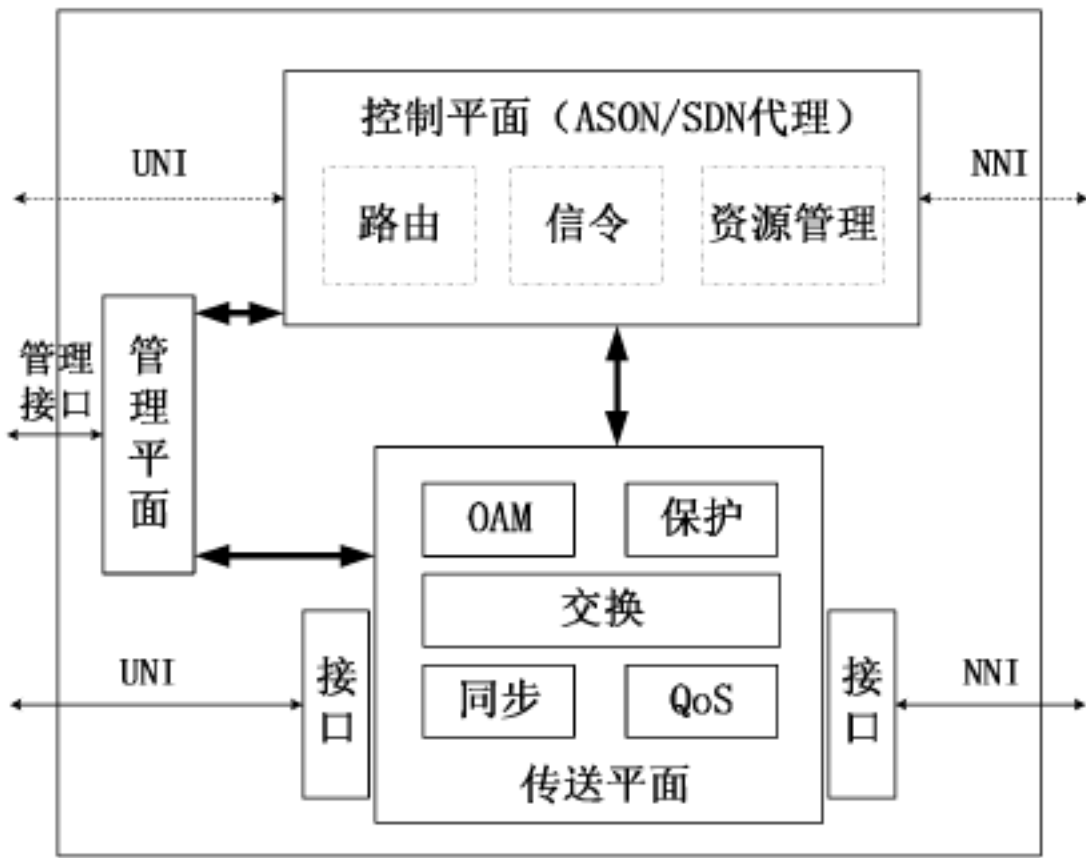 控制平面（ASON/SDN代理）
UNI
NNI
路由
信令
资源管理
管理
接口
管理平面
OAM
保护
交换
UNI
接口
同步
QoS
接口
NNI
传送平面